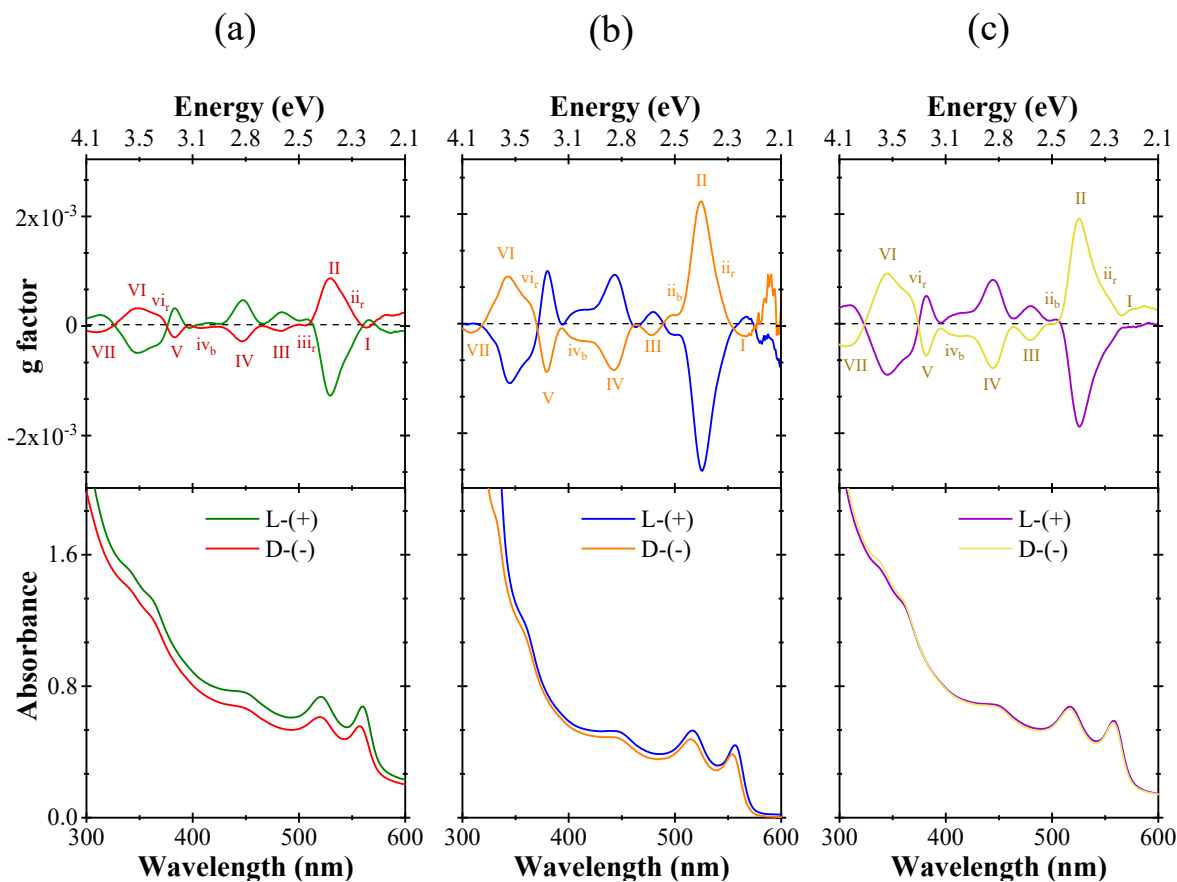 (a) (b) (c)
Energy (eV) Energy (eV) Energy (eV)
4.1 3.5 3.1 2.8 2.5 2.3 2.1 4.1 3.5 3.1 2.8 2.5 2.3 2.1 4.1 3.5 3.1 2.8 2.5 2.3 2.1
g factor
2x10⁻³
0
-2x10⁻³
VII VI viᵣ V iv_b IV III iiiᵣ II iiᵣ I
VII VI viᵣ V iv_b IV III ii_b II iiᵣ I
VII VI viᵣ V iv_b IV III ii_b II iiᵣ I
Absorbance
1.6
0.8
0.0
L-(+) L-(+) L-(+)
D-(-) D-(-) D-(-)
300 400 500 600 300 400 500 600 300 400 500 600
Wavelength (nm) Wavelength (nm) Wavelength (nm)